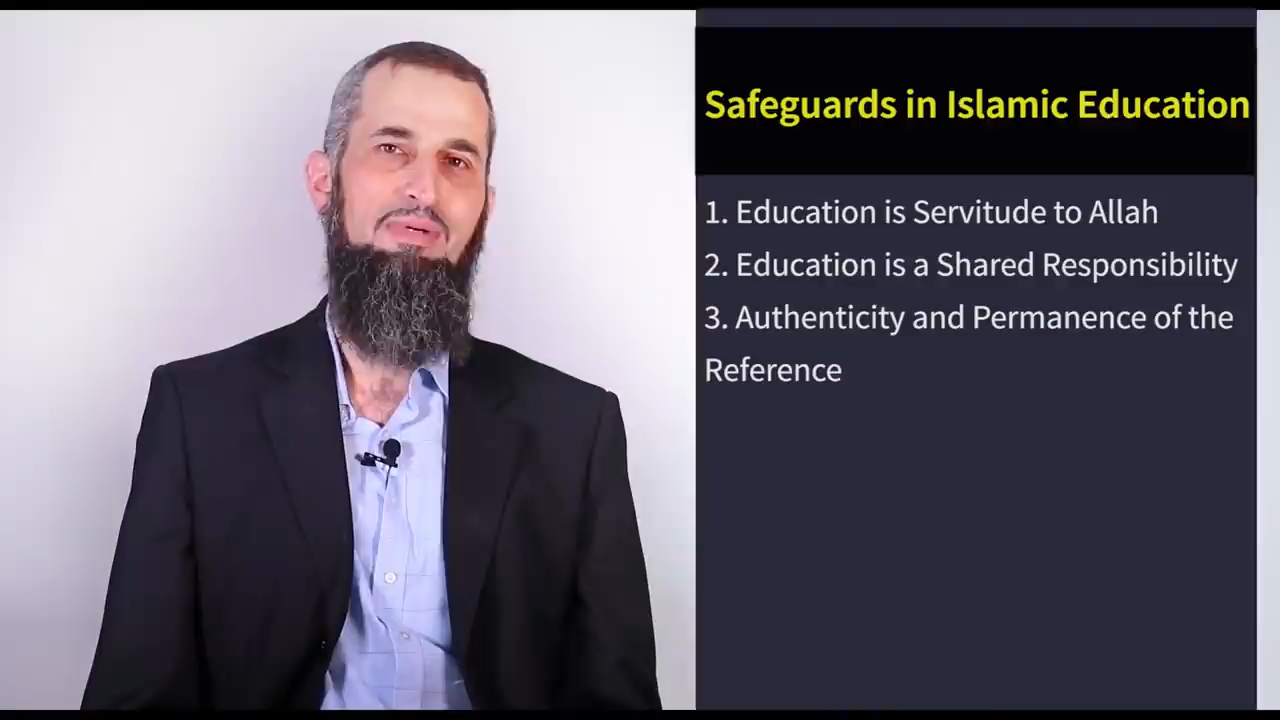 Safeguards in Islamic Education
1. Education is Servitude to Allah
2. Education is a Shared Responsibility
3. Authenticity and Permanence of the
Reference